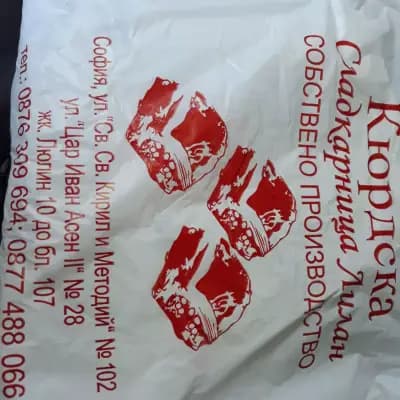 Кюрдска
Сладкарница Лиман
СОБСТВЕНО ПРОИЗВОДСТВО
София, ул."Св.Св. Кирил и Методий" № 102
ул."Цар Иван Асен II" № 28
жк. Люлин 10 до бл. 107
тел.: 0876 309 694; 0877 488 066